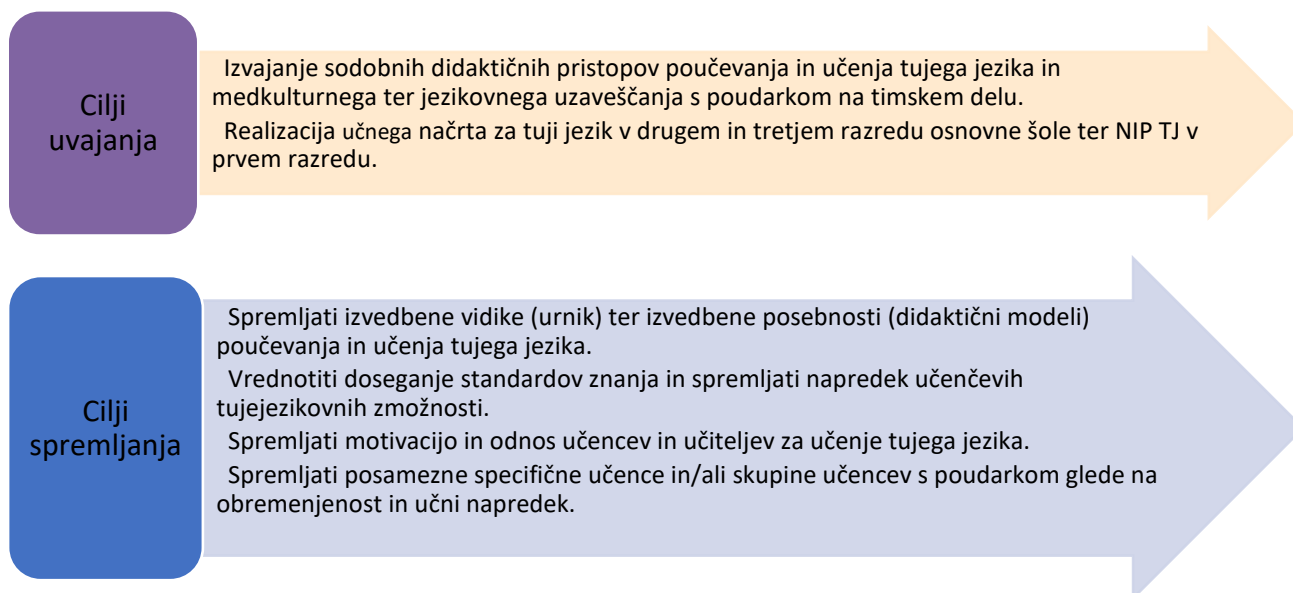 Cilji
uvajanja
Izvajanje sodobnih didaktičnih pristopov poučevanja in učenja tujega jezika in
medkulturnega ter jezikovnega uzaveščanja s poudarkom na timskem delu.
Realizacija učnega načrta za tuji jezik v drugem in tretjem razredu osnovne šole ter NIP TJ v
prvem razredu.
Cilji
spremljanja
Spremljati izvedbene vidike (urnik) ter izvedbene posebnosti (didaktični modeli)
poučevanja in učenja tujega jezika.
Vrednotiti doseganje standardov znanja in spremljati napredek učenčevih
tujejezikovnih zmožnosti.
Spremljati motivacijo in odnos učencev in učiteljev za učenje tujega jezika.
Spremljati posamezne specifične učence in/ali skupine učencev s poudarkom glede na
obremenjenost in učni napredek.